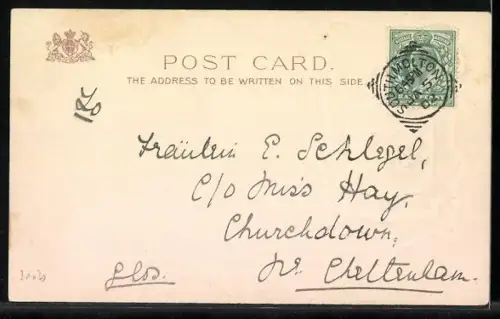 POST CARD.
THE ADDRESS TO BE WRITTEN ON THIS SIDE
SOUTH MOLTON
Fräulein E. Schlegel,
C/o Miss Hay,
Churchdown,
Nr. Cheltenham.
Glos.